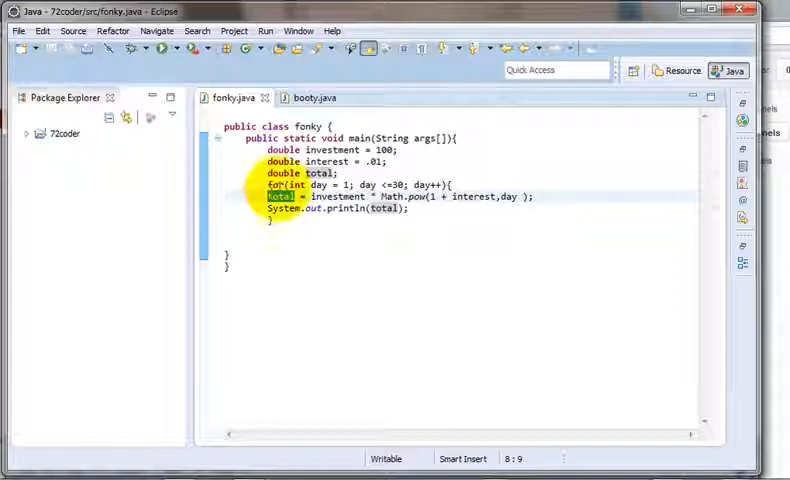 Java - 72coder/src/fonky.java - Eclipse
File Edit Source Refactor Navigate Search Project Run Window Help
Quick Access Resource Java
Package Explorer fonky.java booty.java
72coder
public class fonky {
public static void main(String args[]){
double investment = 100;
double interest = .01;
double total;
for(int day = 1; day <=30; day++){
total = investment * Math.pow(1 + interest,day );
System.out.println(total);
}
}
}
Writable Smart Insert 8 : 9